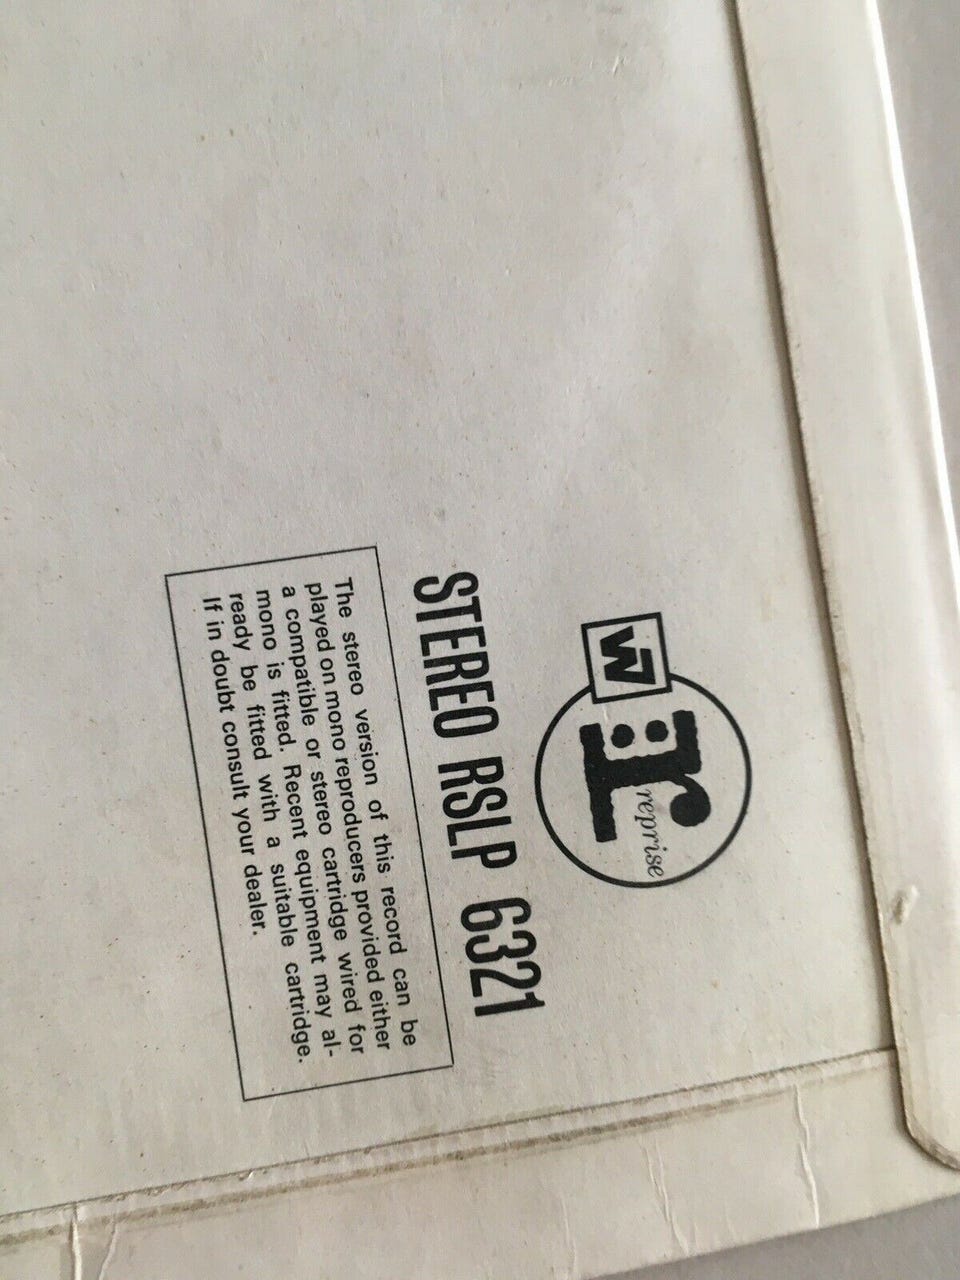 W7
r:
reprise
STEREO RSLP 6321
The stereo version of this record can be
played on mono reproducers provided either
a compatible or stereo cartridge wired for
mono is fitted. Recent equipment may al-
ready be fitted with a suitable cartridge.
If in doubt consult your dealer.